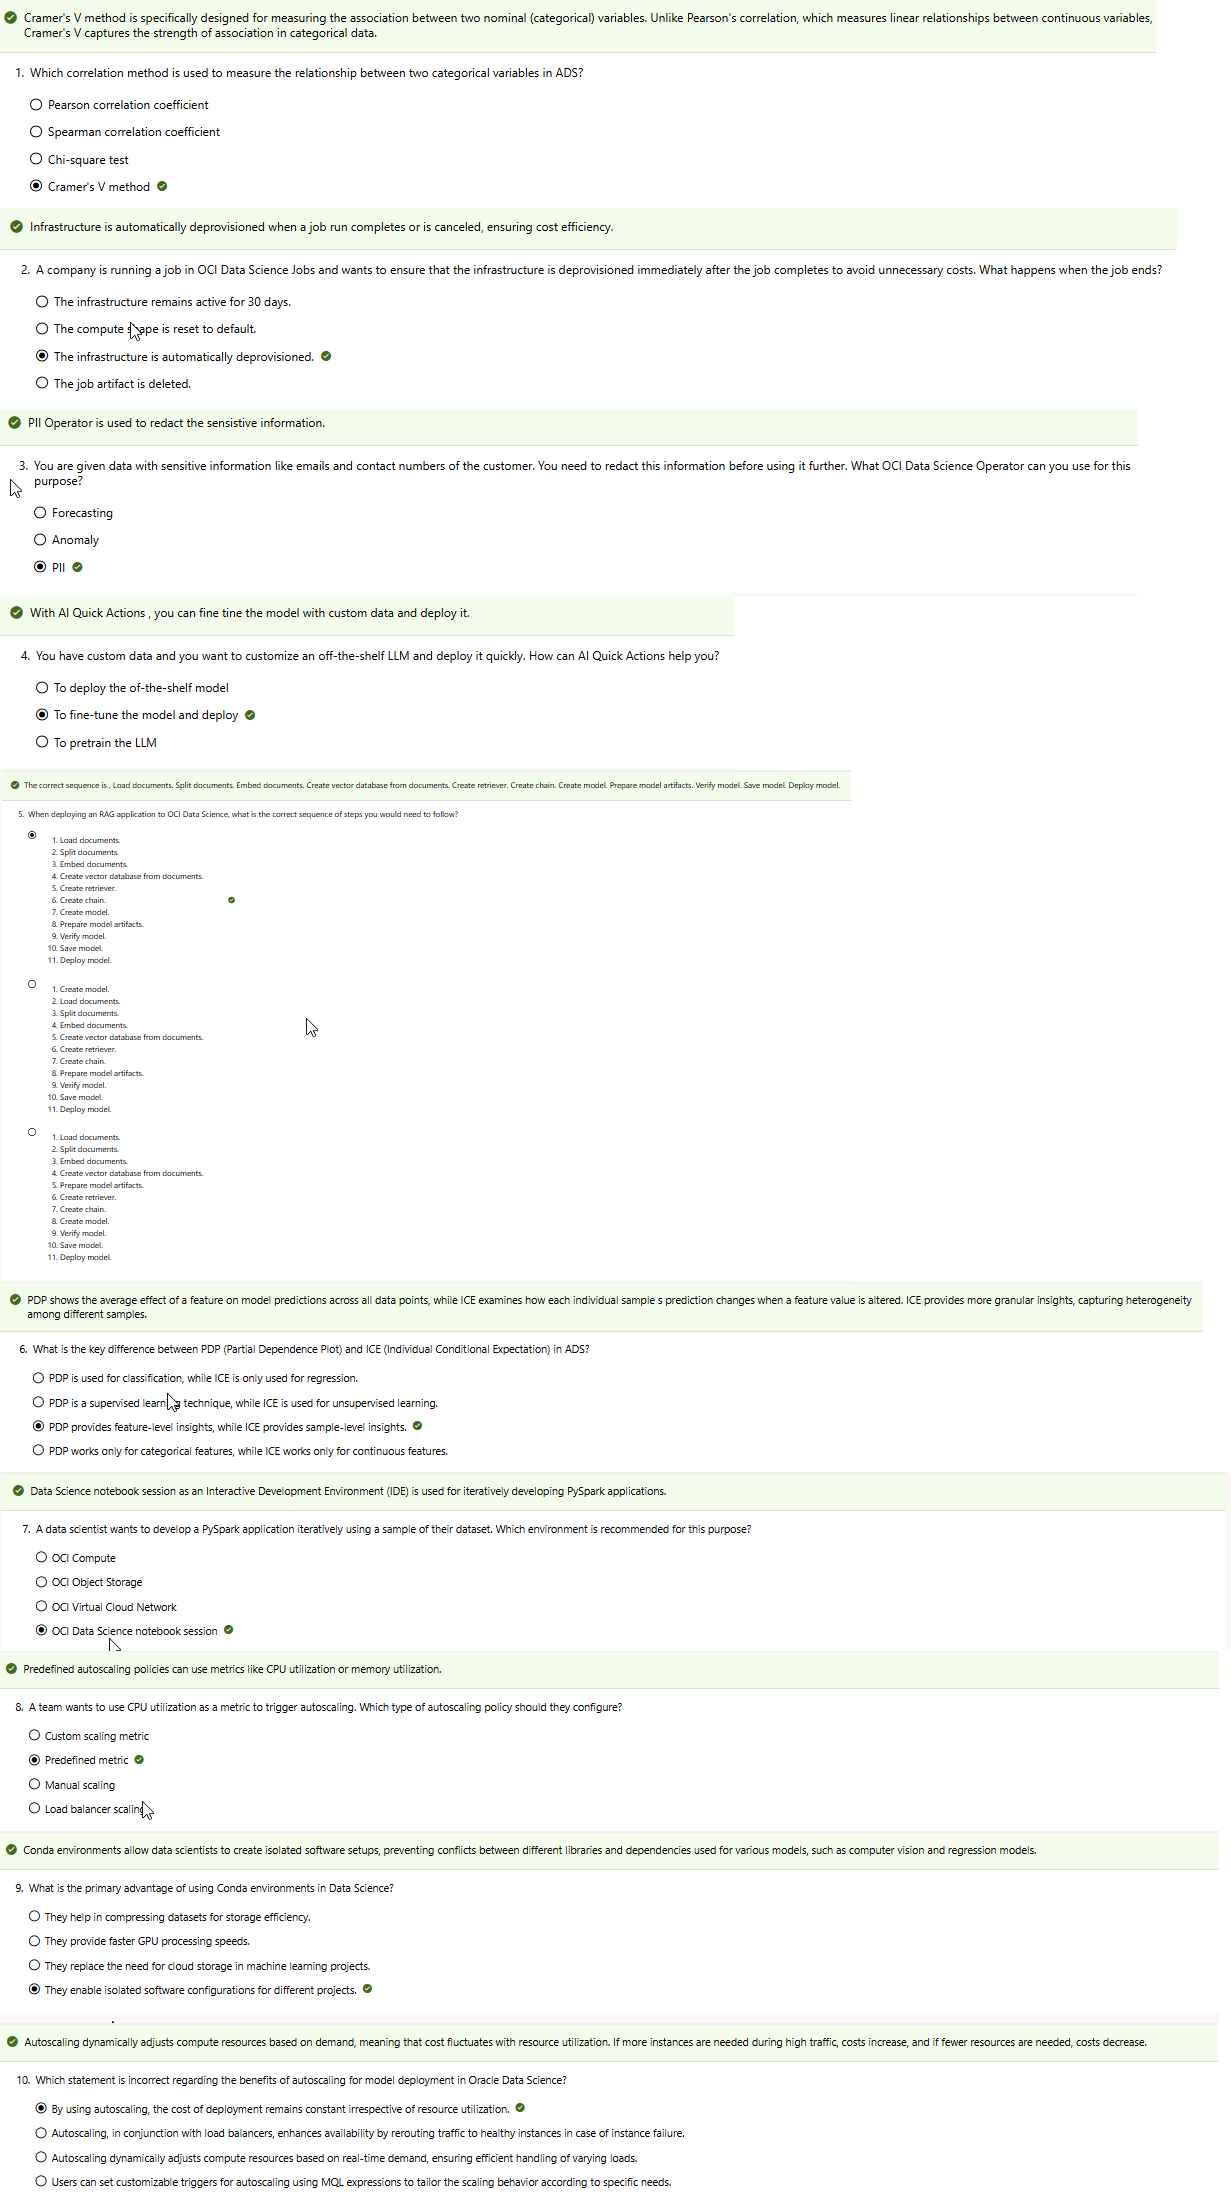 Cramer's V method is specifically designed for measuring the association between two nominal (categorical) variables. Unlike Pearson's correlation, which measures linear relationships between continuous variables,
Cramer's V captures the strength of association in categorical data.
1. Which correlation method is used to measure the relationship between two categorical variables in ADS?
Pearson correlation coefficient
Spearman correlation coefficient
Chi-square test
Cramer's V method
Infrastructure is automatically deprovisioned when a job run completes or is canceled, ensuring cost efficiency.
2. A company is running a job in OCI Data Science Jobs and wants to ensure that the infrastructure is deprovisioned immediately after the job completes to avoid unnecessary costs. What happens when the job ends?
The infrastructure remains active for 30 days.
The compute shape is reset to default.
The infrastructure is automatically deprovisioned.
The job artifact is deleted.
PII Operator is used to redact the sensistive information.
3. You are given data with sensitive information like emails and contact numbers of the customer. You need to redact this information before using it further. What OCI Data Science Operator can you use for this
purpose?
Forecasting
Anomaly
PII
With AI Quick Actions , you can fine tine the model with custom data and deploy it.
4. You have custom data and you want to customize an off-the-shelf LLM and deploy it quickly. How can AI Quick Actions help you?
To deploy the of-the-shelf model
To fine-tune the model and deploy
To pretrain the LLM
The correct sequence is , Load documents. Split documents. Embed documents. Create vector database from documents. Create retriever. Create chain. Create model. Prepare model artifacts. Verify model. Save model. Deploy model.
5. When deploying an RAG application to OCI Data Science, what is the correct sequence of steps you would need to follow?
1. Load documents.
2. Split documents.
3. Embed documents.
4. Create vector database from documents.
5. Create retriever.
6. Create chain.
7. Create model.
8. Prepare model artifacts.
9. Verify model.
10. Save model.
11. Deploy model.
1. Create model.
2. Load documents.
3. Split documents.
4. Embed documents.
5. Create vector database from documents.
6. Create retriever.
7. Create chain.
8. Prepare model artifacts.
9. Verify model.
10. Save model.
11. Deploy model.
1. Load documents.
2. Split documents.
3. Embed documents.
4. Create vector database from documents.
5. Prepare model artifacts.
6. Create retriever.
7. Create chain.
8. Create model.
9. Verify model.
10. Save model.
11. Deploy model.
PDP shows the average effect of a feature on model predictions across all data points, while ICE examines how each individual sample s prediction changes when a feature value is altered. ICE provides more granular insights, capturing heterogeneity
among different samples.
6. What is the key difference between PDP (Partial Dependence Plot) and ICE (Individual Conditional Expectation) in ADS?
PDP is used for classification, while ICE is only used for regression.
PDP is a supervised learning technique, while ICE is used for unsupervised learning.
PDP provides feature-level insights, while ICE provides sample-level insights.
PDP works only for categorical features, while ICE works only for continuous features.
Data Science notebook session as an Interactive Development Environment (IDE) is used for iteratively developing PySpark applications.
7. A data scientist wants to develop a PySpark application iteratively using a sample of their dataset. Which environment is recommended for this purpose?
OCI Compute
OCI Object Storage
OCI Virtual Cloud Network
OCI Data Science notebook session
Predefined autoscaling policies can use metrics like CPU utilization or memory utilization.
8. A team wants to use CPU utilization as a metric to trigger autoscaling. Which type of autoscaling policy should they configure?
Custom scaling metric
Predefined metric
Manual scaling
Load balancer scaling
Conda environments allow data scientists to create isolated software setups, preventing conflicts between different libraries and dependencies used for various models, such as computer vision and regression models.
9. What is the primary advantage of using Conda environments in Data Science?
They help in compressing datasets for storage efficiency.
They provide faster GPU processing speeds.
They replace the need for cloud storage in machine learning projects.
They enable isolated software configurations for different projects.
Autoscaling dynamically adjusts compute resources based on demand, meaning that cost fluctuates with resource utilization. If more instances are needed during high traffic, costs increase, and if fewer resources are needed, costs decrease.
10. Which statement is incorrect regarding the benefits of autoscaling for model deployment in Oracle Data Science?
By using autoscaling, the cost of deployment remains constant irrespective of resource utilization.
Autoscaling, in conjunction with load balancers, enhances availability by rerouting traffic to healthy instances in case of instance failure.
Autoscaling dynamically adjusts compute resources based on real-time demand, ensuring efficient handling of varying loads.
Users can set customizable triggers for autoscaling using MQL expressions to tailor the scaling behavior according to specific needs.